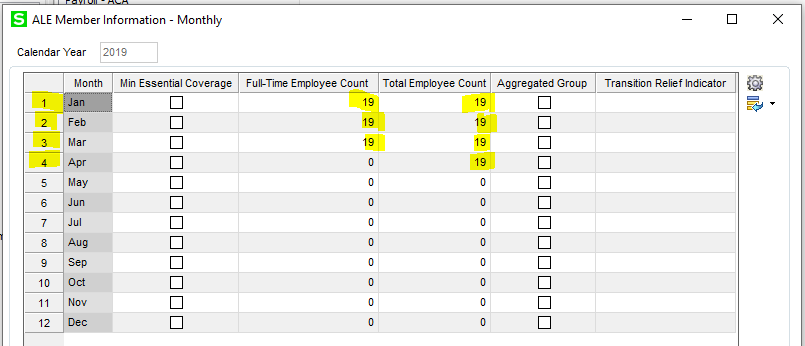 Payroll - ACA
S ALE Member Information - Monthly
Calendar Year 2019
Month Min Essential Coverage Full-Time Employee Count Total Employee Count Aggregated Group Transition Relief Indicator
1 Jan 19 19
2 Feb 19 19
3 Mar 19 19
4 Apr 0 19
5 May 0 0
6 Jun 0 0
7 Jul 0 0
8 Aug 0 0
9 Sep 0 0
10 Oct 0 0
11 Nov 0 0
12 Dec 0 0